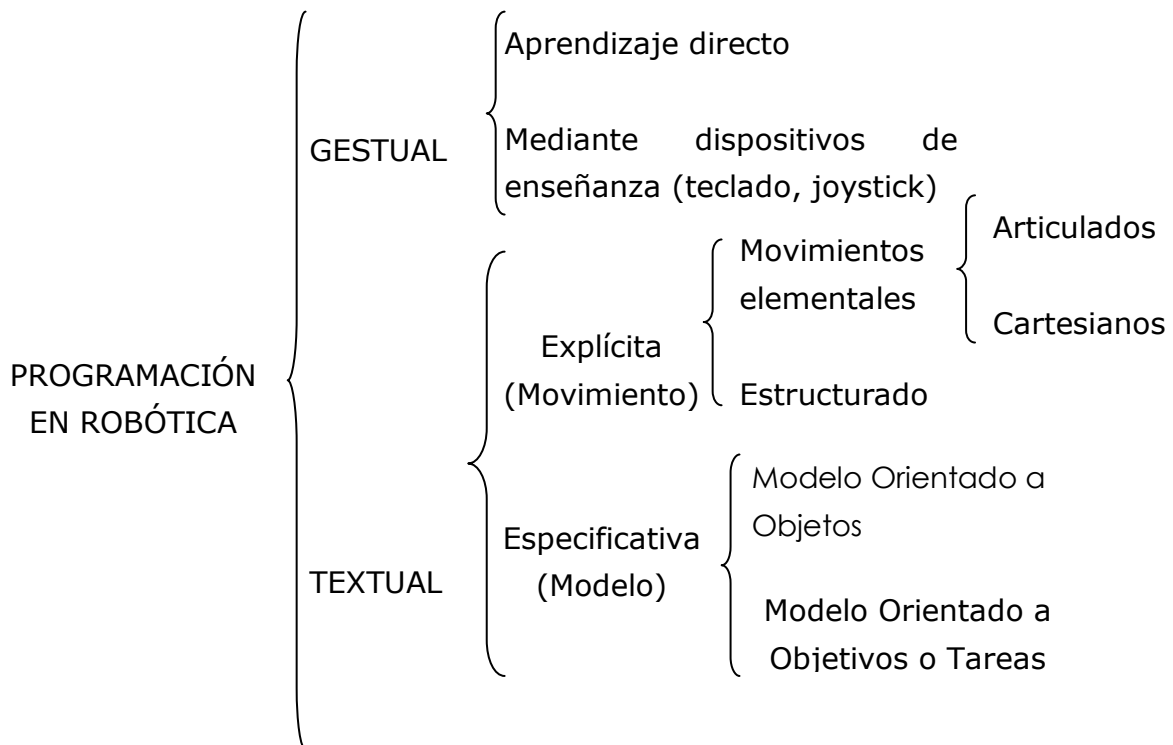 PROGRAMACIÓN
EN ROBÓTICA
GESTUAL
Aprendizaje directo
Mediante dispositivos de
enseñanza (teclado, joystick)
TEXTUAL
Explícita
(Movimiento)
Movimientos
elementales
Articulados
Cartesianos
Estructurado
Especificativa
(Modelo)
Modelo Orientado a
Objetos
Modelo Orientado a
Objetivos o Tareas